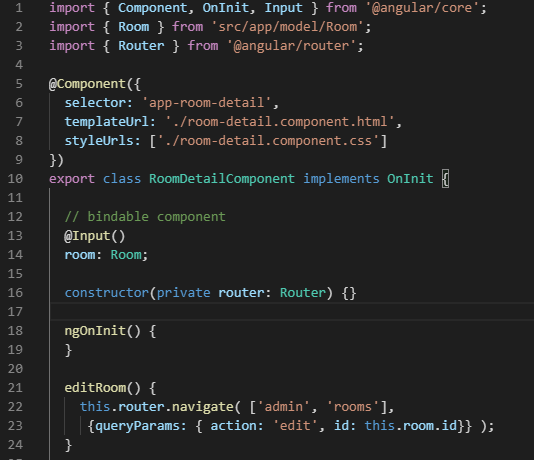 1 import { Component, OnInit, Input } from '@angular/core';
2 import { Room } from 'src/app/model/Room';
3 import { Router } from '@angular/router';
4
5 @Component({
6   selector: 'app-room-detail',
7   templateUrl: './room-detail.component.html',
8   styleUrls: ['./room-detail.component.css']
9 })
10 export class RoomDetailComponent implements OnInit {
11
12   // bindable component
13   @Input()
14   room: Room;
15
16   constructor(private router: Router) {}
17
18   ngOnInit() {
19   }
20
21   editRoom() {
22     this.router.navigate( ['admin', 'rooms'],
23      {queryParams: { action: 'edit', id: this.room.id}} );
24   }